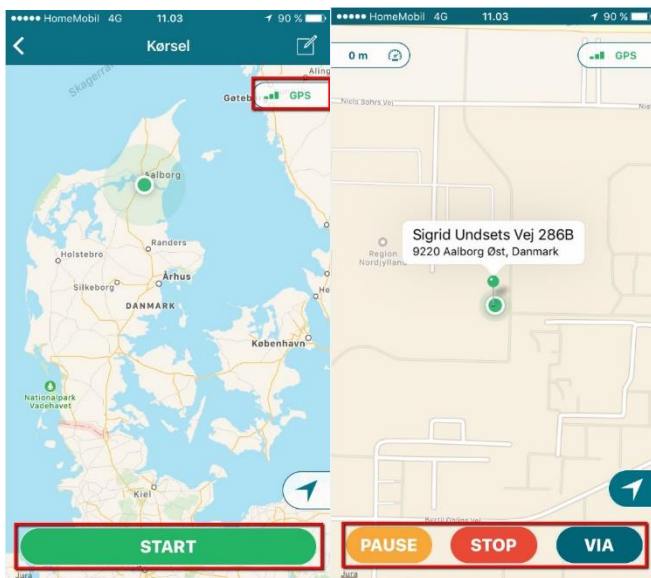 HomeMobil 4G 11.03 90 %
Kørsel
Skagerrak
Gøteb
GPS
Aalborg
Holstebro
Randers
Silkeborg
Århus
DANMARK
København
Nationalpark
Vadehavet
Kiel
START
HomeMobil 4G 11.03 90 %
0 m
GPS
Niels Bohrs Vej
Sigrid Undsets Vej 286B
9220 Aalborg Øst, Danmark
Region
Nordjylland
PAUSE
STOP
VIA